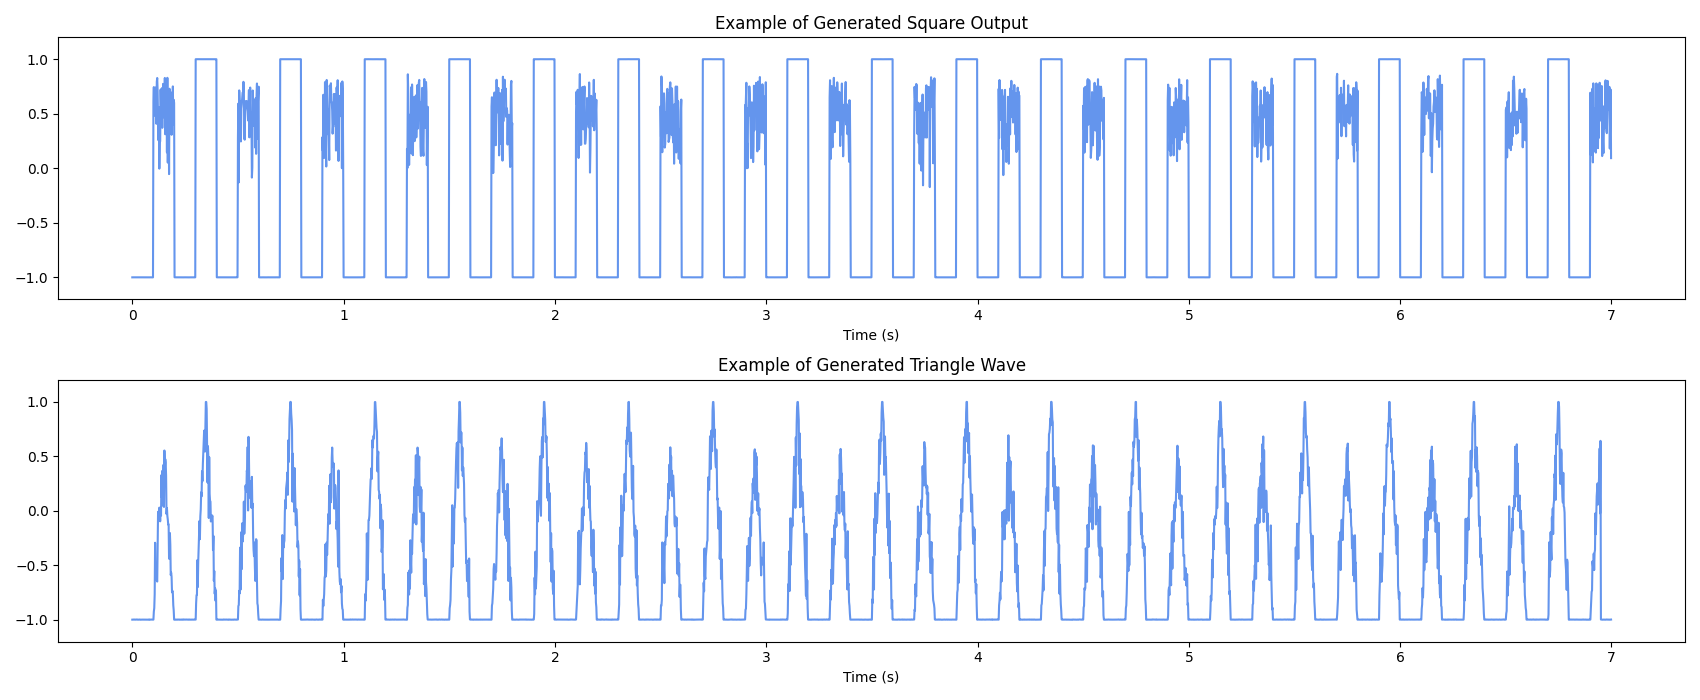 Example of Generated Square Output
1.0
0.5
0.0
−0.5
−1.0
0 1 2 3 4 5 6 7
Time (s)
Example of Generated Triangle Wave
1.0
0.5
0.0
−0.5
−1.0
0 1 2 3 4 5 6 7
Time (s)